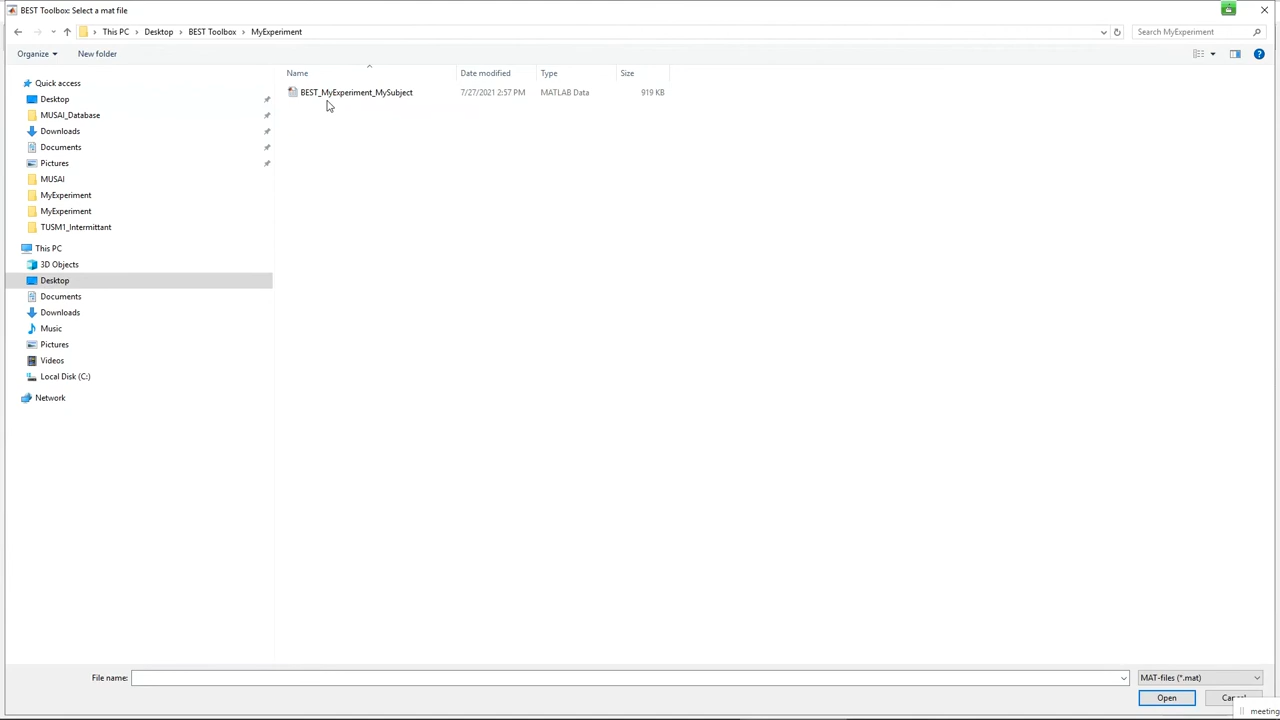 BEST Toolbox: Select a mat file
This PC > Desktop > BEST Toolbox > MyExperiment
Search MyExperiment
Organize
New folder
Name Date modified Type Size
BEST_MyExperiment_MySubject 7/27/2021 2:57 PM MATLAB Data 919 KB
Quick access
Desktop
MUSAI_Database
Downloads
Documents
Pictures
MUSAI
MyExperiment
MyExperiment
TUSM1_Intermittant
This PC
3D Objects
Desktop
Documents
Downloads
Music
Pictures
Videos
Local Disk (C:)
Network
File name:
MAT-files (*.mat)
Open
meeting